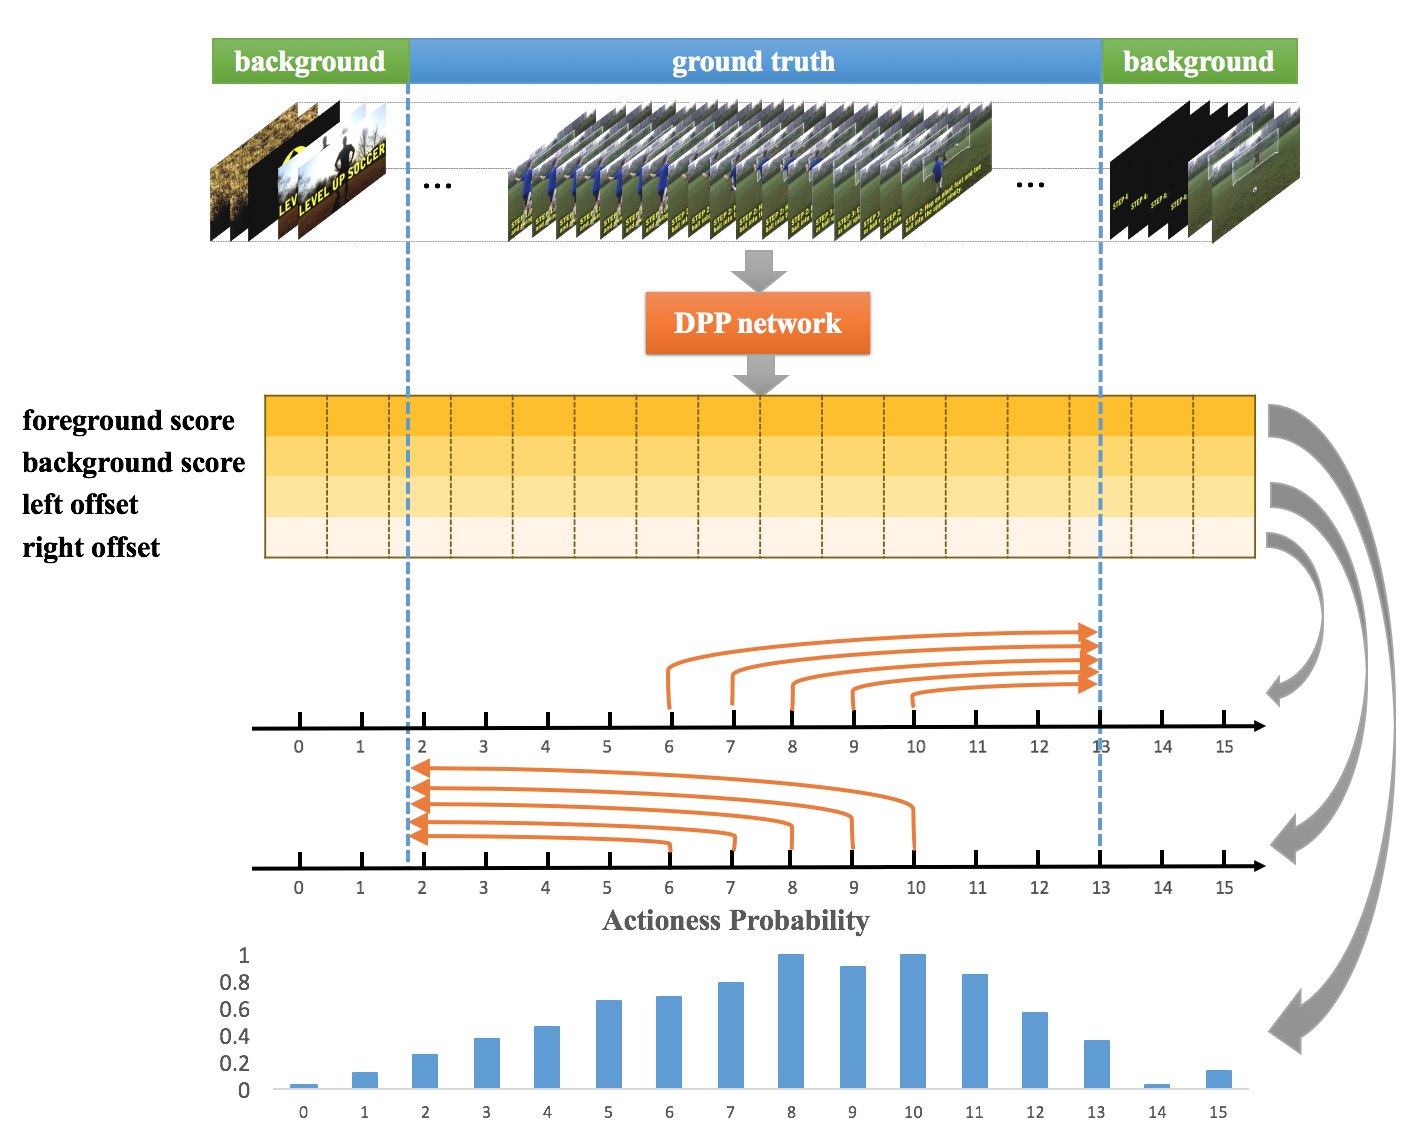 background ground truth background
LEVEL UP SOCCER
... ...
DPP network
foreground score
background score
left offset
right offset
0 1 2 3 4 5 6 7 8 9 10 11 12 13 14 15
0 1 2 3 4 5 6 7 8 9 10 11 12 13 14 15
Actioness Probability
1
0.8
0.6
0.4
0.2
0
0 1 2 3 4 5 6 7 8 9 10 11 12 13 14 15